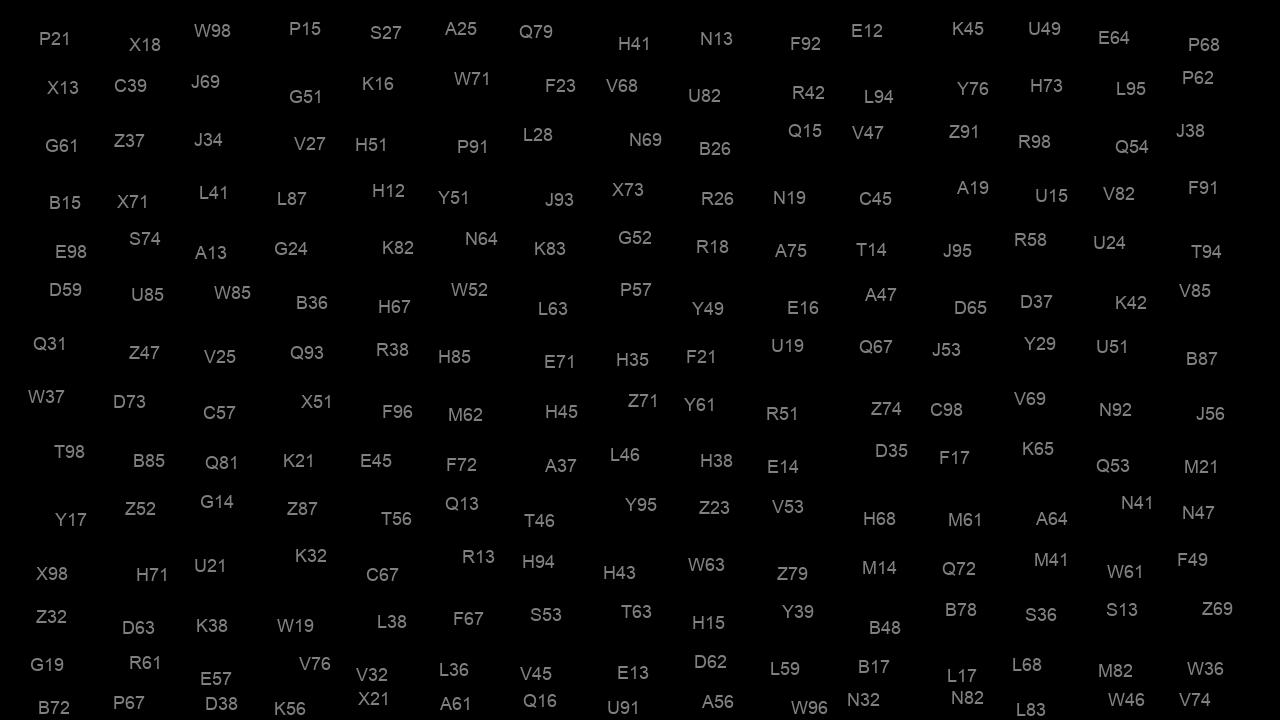 P21 X18 W98 P15 S27 A25 Q79 H41 N13 F92 E12 K45 U49 E64 P68
X13 C39 J69 G51 K16 W71 F23 V68 U82 R42 L94 Y76 H73 L95 P62
G61 Z37 J34 V27 H51 P91 L28 N69 B26 Q15 V47 Z91 R98 Q54 J38
B15 X71 L41 L87 H12 Y51 J93 X73 R26 N19 C45 A19 U15 V82 F91
E98 S74 A13 G24 K82 N64 K83 G52 R18 A75 T14 J95 R58 U24 T94
D59 U85 W85 B36 H67 W52 L63 P57 Y49 E16 A47 D65 D37 K42 V85
Q31 Z47 V25 Q93 R38 H85 E71 H35 F21 U19 Q67 J53 Y29 U51 B87
W37 D73 C57 X51 F96 M62 H45 Z71 Y61 R51 Z74 C98 V69 N92 J56
T98 B85 Q81 K21 E45 F72 A37 L46 H38 E14 D35 F17 K65 Q53 M21
Y17 Z52 G14 Z87 T56 Q13 T46 Y95 Z23 V53 H68 M61 A64 N41 N47
X98 H71 U21 K32 C67 R13 H94 H43 W63 Z79 M14 Q72 M41 W61 F49
Z32 D63 K38 W19 L38 F67 S53 T63 H15 Y39 B48 B78 S36 S13 Z69
G19 R61 E57 V76 V32 L36 V45 E13 D62 L59 B17 L17 L68 M82 W36
B72 P67 D38 K56 X21 A61 Q16 U91 A56 W96 N32 N82 L83 W46 V74